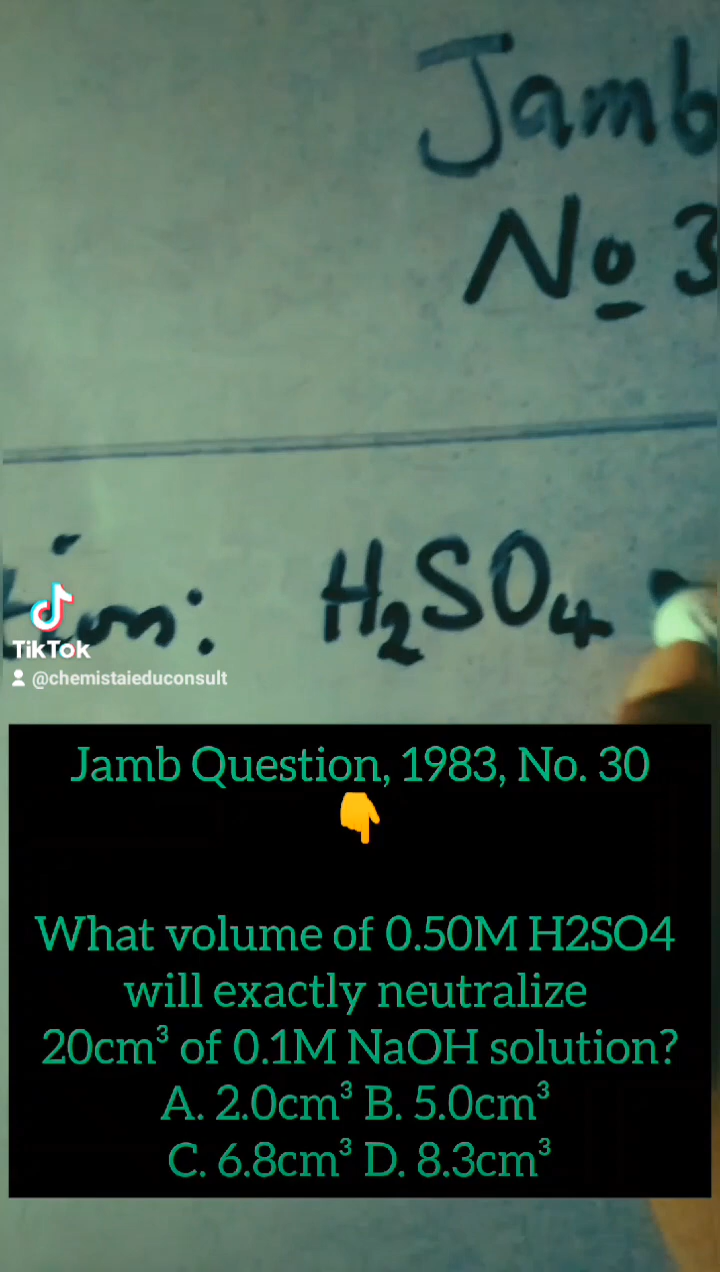 Jamb
No 3
tion: H2SO4
TikTok
@chemistaieduconsult
Jamb Question, 1983, No. 30
👇
What volume of 0.50M H2SO4
will exactly neutralize
20cm³ of 0.1M NaOH solution?
A. 2.0cm³ B. 5.0cm³
C. 6.8cm³ D. 8.3cm³